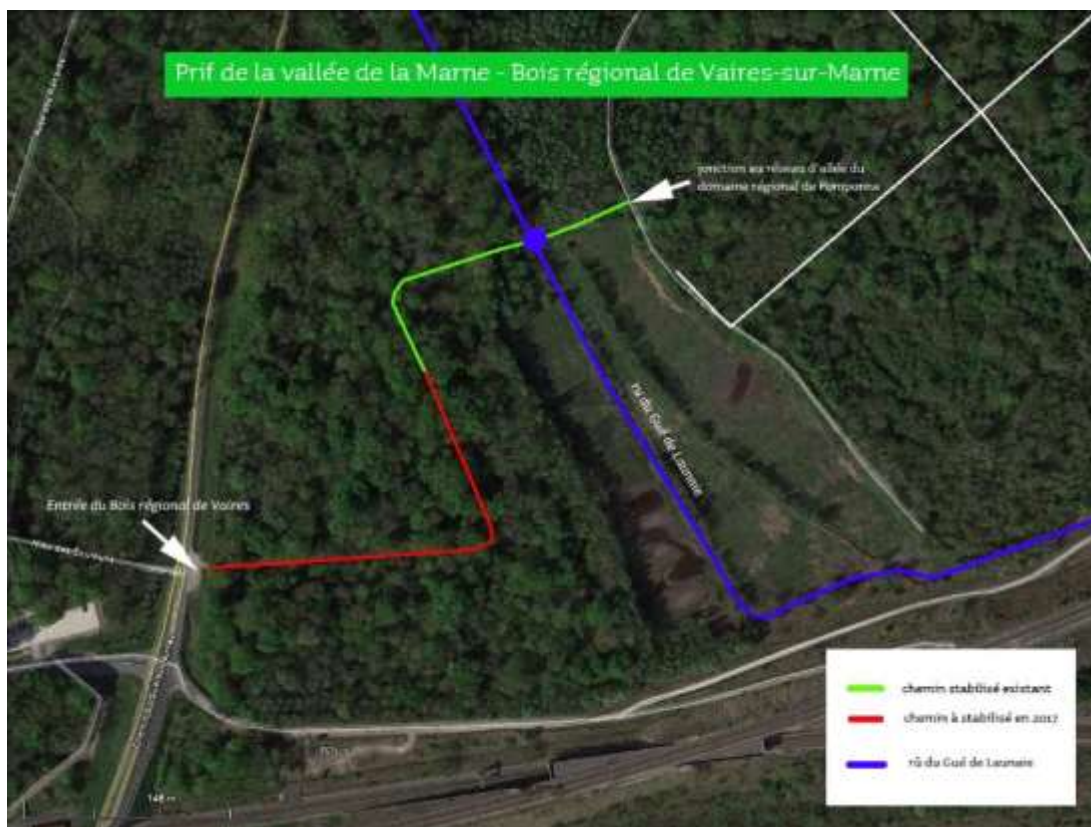 Prif de la vallée de la Marne - Bois régional de Vaires-sur-Marne
jonction au réseau d'allée du
domaine régional de Pomponne
rû du Gué de Launaie
Entrée du Bois régional de Vaires
chemin stabilisé existant
chemin à stabilisé en 2017
rû du Gué de Launaie